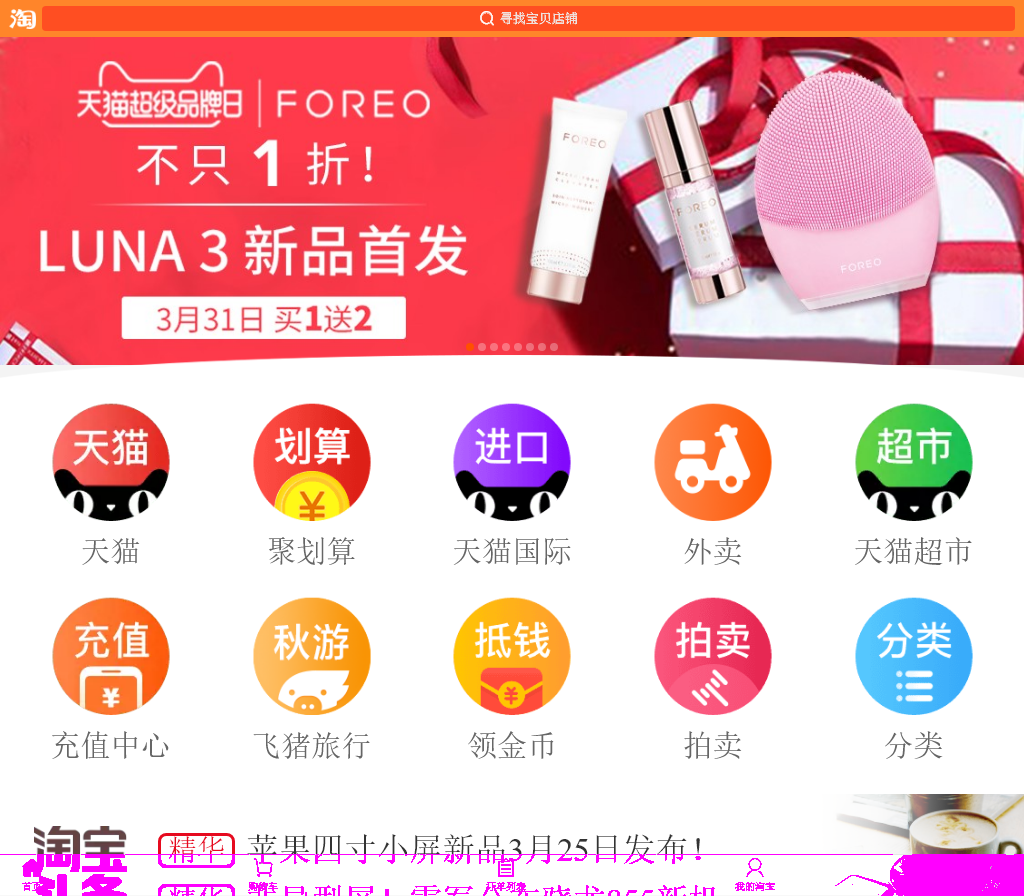 淘
寻找宝贝店铺
天猫超级品牌日 FOREO
不只1折！
LUNA 3 新品首发
3月31日 买1送2
FOREO
FOREO
FOREO
天猫 划算 进口 超市
天猫 聚划算 天猫国际 外卖 天猫超市
充值 秋游 抵钱 拍卖 分类
充值中心 飞猪旅行 领金币 拍卖 分类
淘宝
精华 苹果四寸小屏新品3月25日发布！
首页 购物车 订单列表 我的淘宝
头条
精华